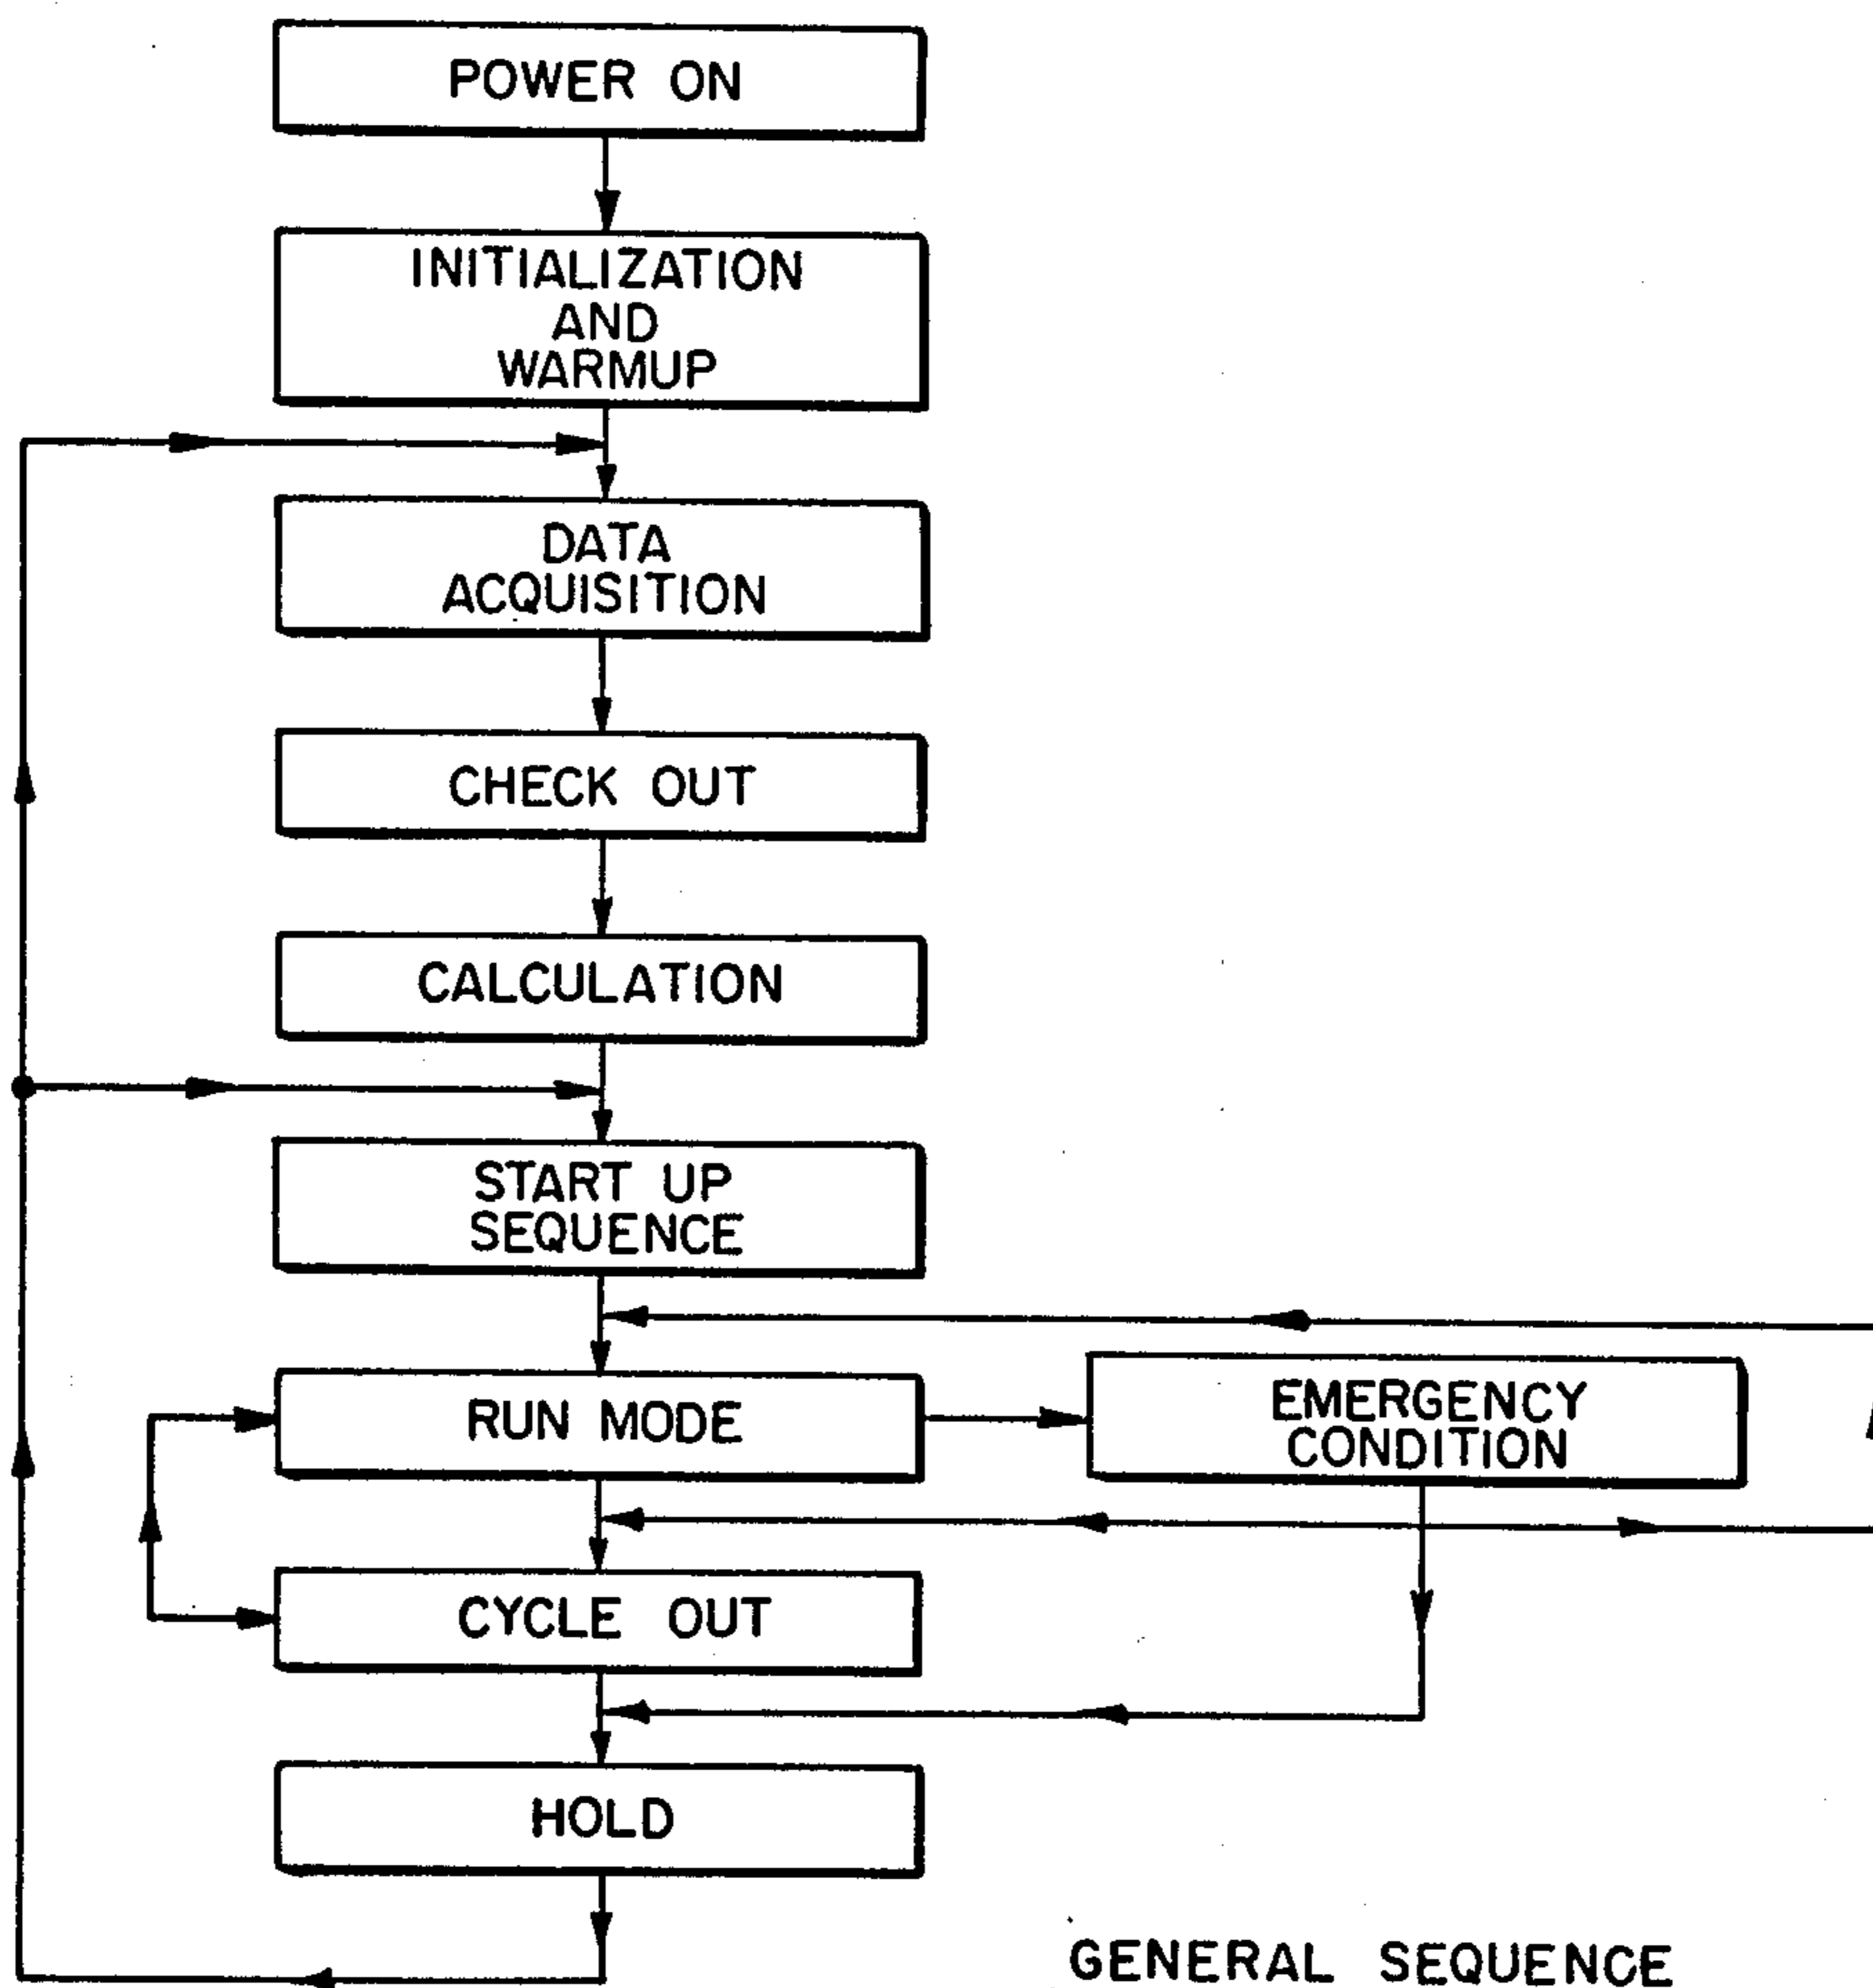 POWER ON
INITIALIZATION
AND
WARMUP
DATA
ACQUISITION
CHECK OUT
CALCULATION
START UP
SEQUENCE
RUN MODE
EMERGENCY
CONDITION
CYCLE OUT
HOLD
GENERAL SEQUENCE